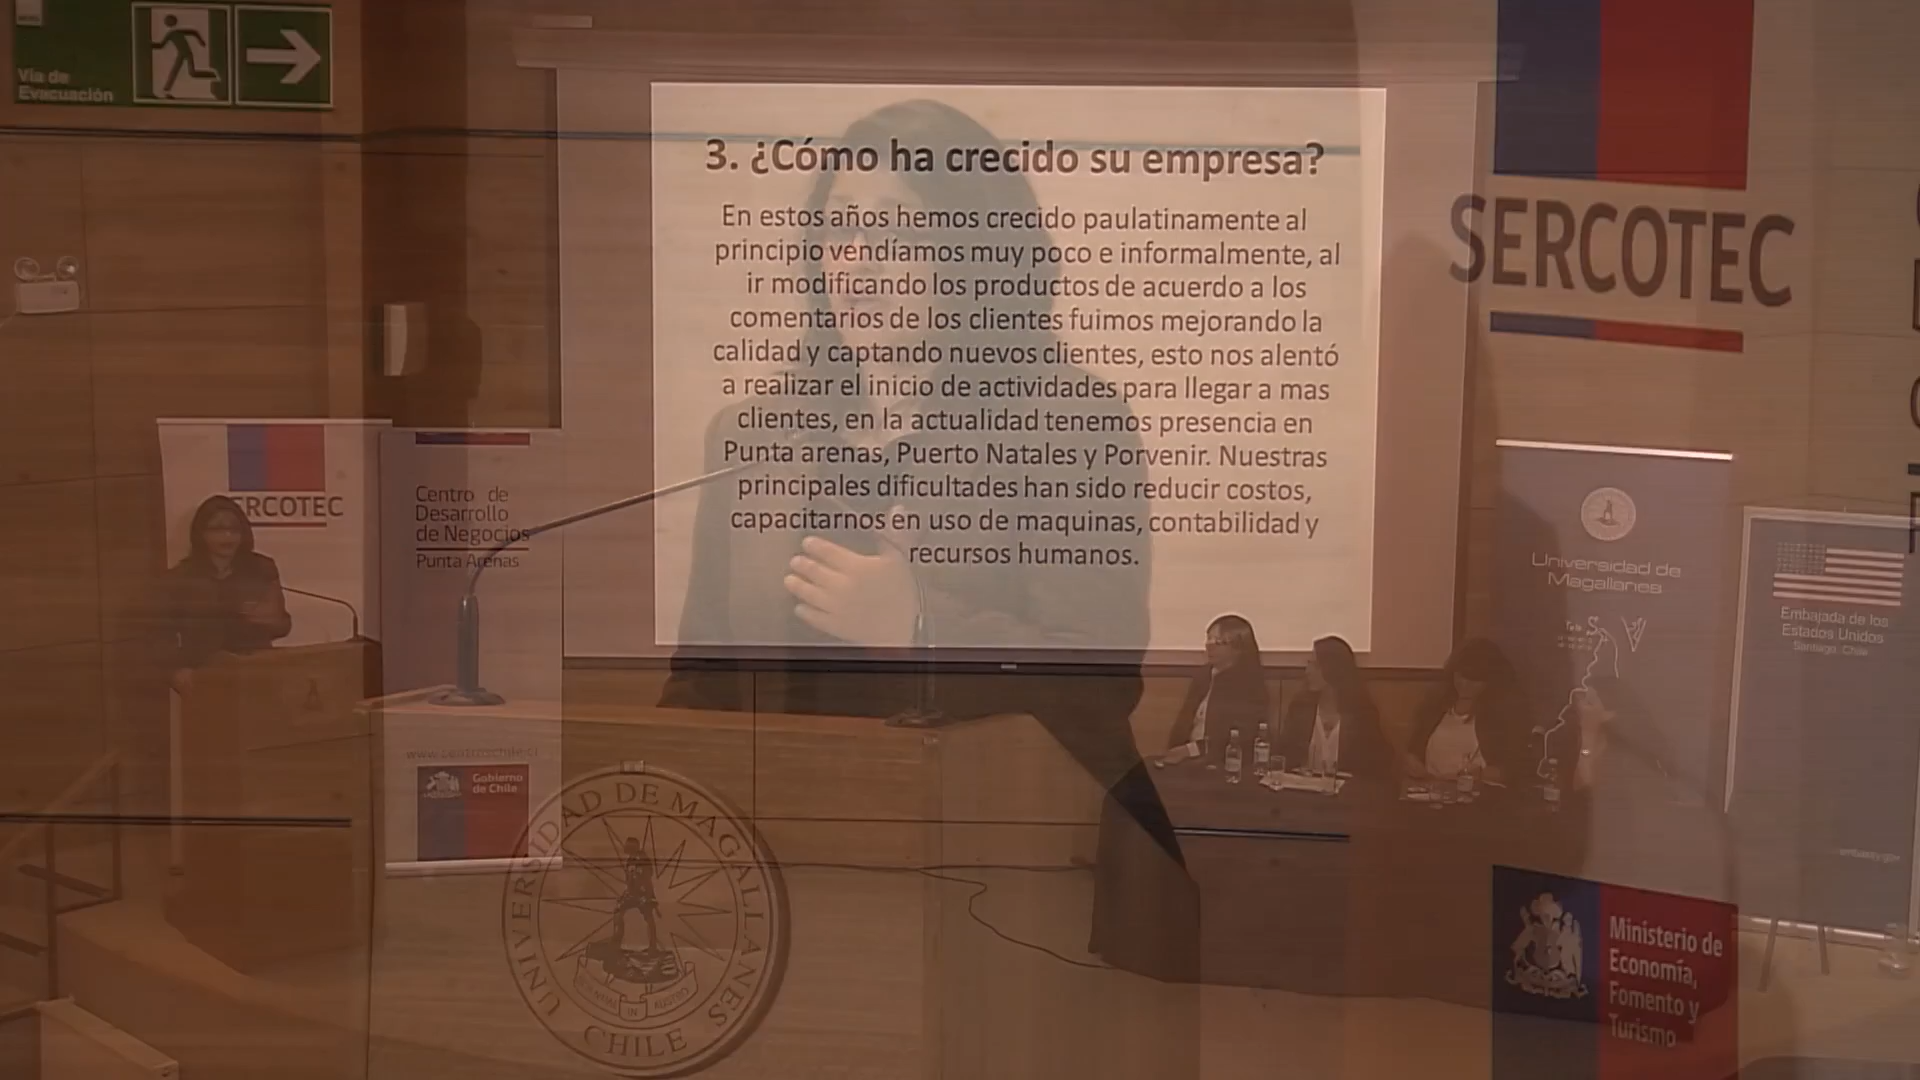 Vía de
Evacuación
3. ¿Cómo ha crecido su empresa?
En estos años hemos crecido paulatinamente al
principio vendíamos muy poco e informalmente, al
ir modificando los productos de acuerdo a los
comentarios de los clientes fuimos mejorando la
calidad y captando nuevos clientes, esto nos alentó
a realizar el inicio de actividades para llegar a mas
clientes, en la actualidad tenemos presencia en
Punta arenas, Puerto Natales y Porvenir. Nuestras
principales dificultades han sido reducir costos,
capacitarnos en uso de maquinas, contabilidad y
recursos humanos.
SERCOTEC
ERCOTEC
Centro de
Desarrollo
de Negocios
Punta Arenas
www.centroschile.cl
Gobierno
de Chile
UNIVERSIDAD DE MAGALLANES
CHILE
Universidad de
Magallanes
Embajada de los
Estados Unidos
Santiago, Chile
Ministerio de
Economía,
Fomento y
Turismo